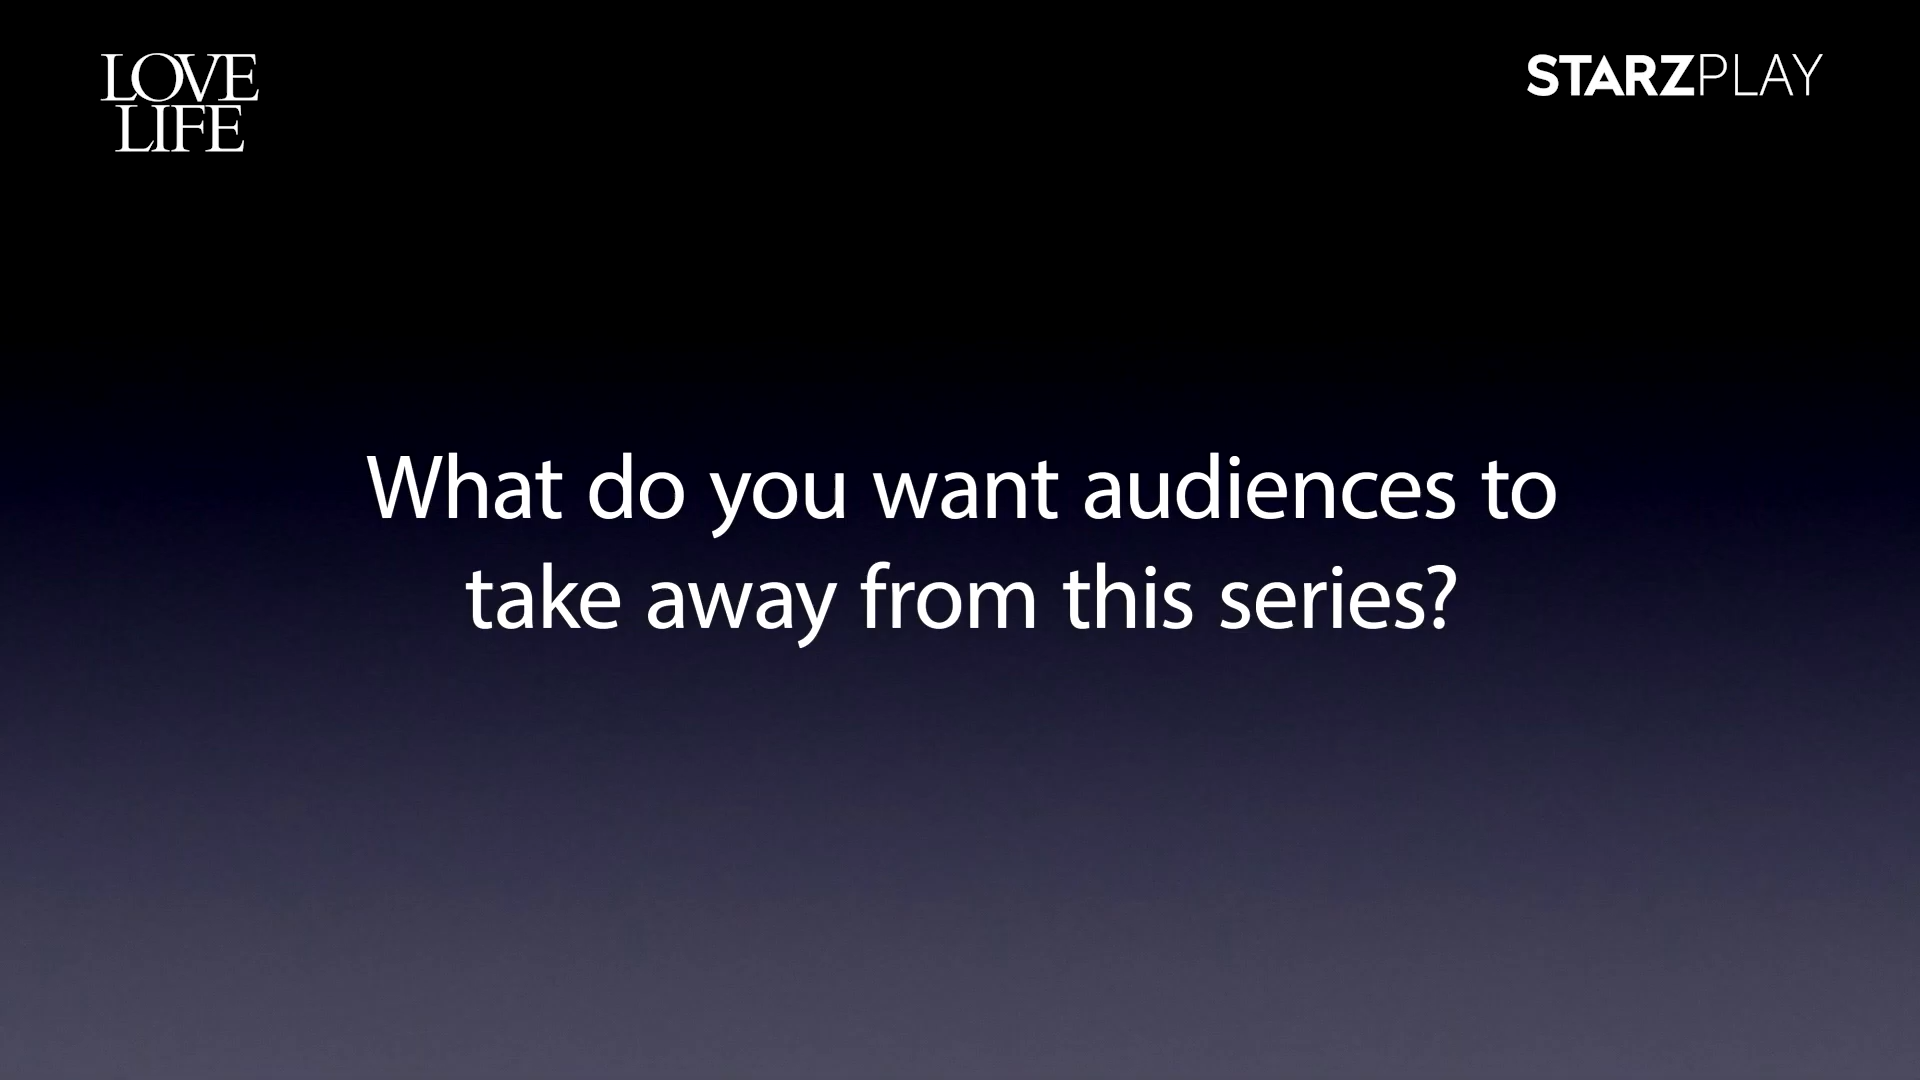 LOVE
LIFE
STARZPLAY
What do you want audiences to
take away from this series?